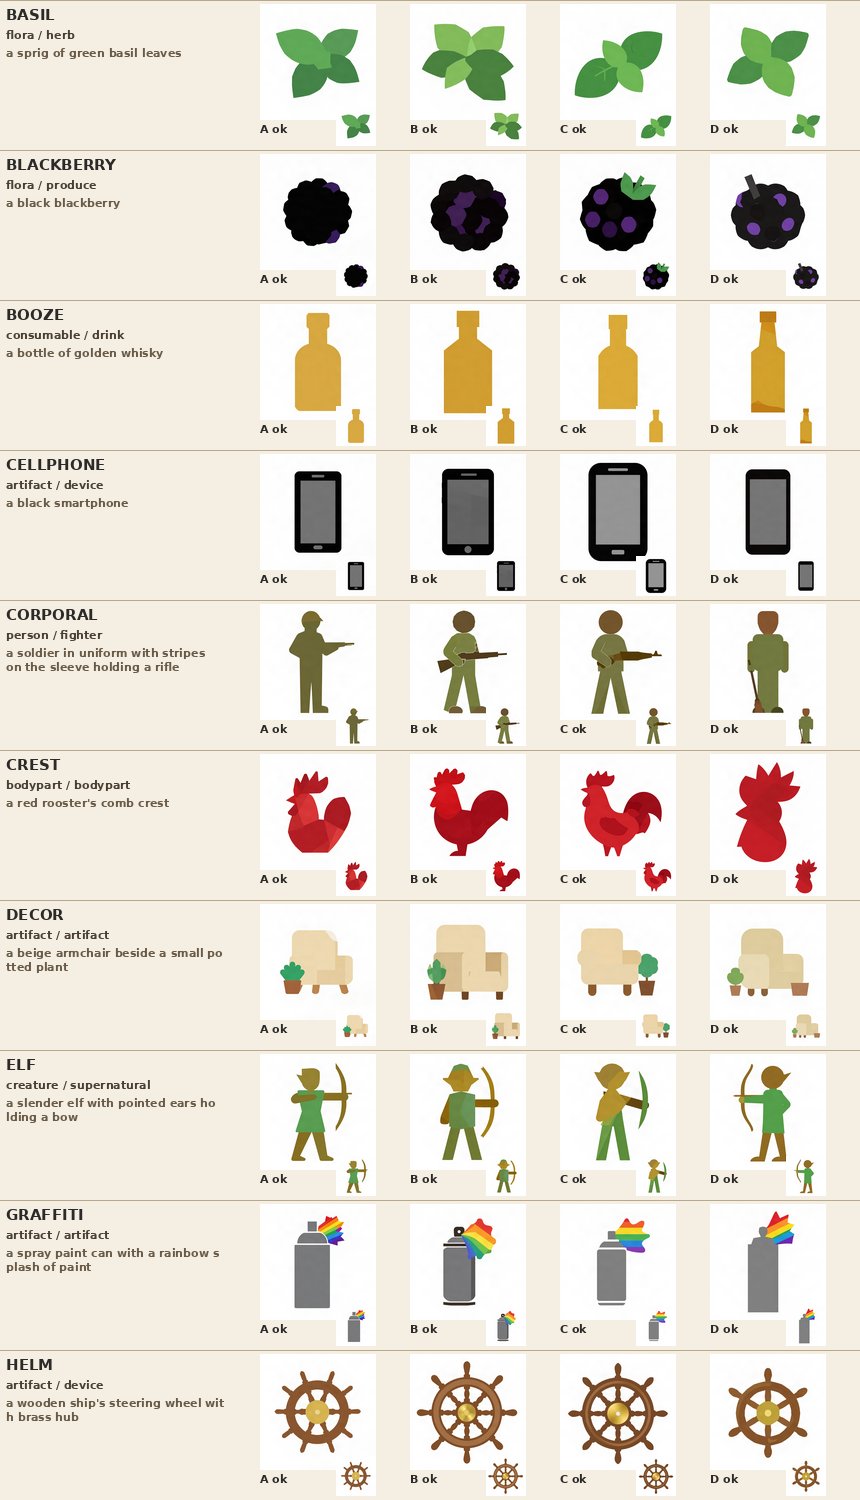 BASIL
flora / herb
a sprig of green basil leaves
A ok
B ok
C ok
D ok
BLACKBERRY
flora / produce
a black blackberry
A ok
B ok
C ok
D ok
BOOZE
consumable / drink
a bottle of golden whisky
A ok
B ok
C ok
D ok
CELLPHONE
artifact / device
a black smartphone
A ok
B ok
C ok
D ok
CORPORAL
person / fighter
a soldier in uniform with stripes
on the sleeve holding a rifle
A ok
B ok
C ok
D ok
CREST
bodypart / bodypart
a red rooster's comb crest
A ok
B ok
C ok
D ok
DECOR
artifact / artifact
a beige armchair beside a small po
tted plant
A ok
B ok
C ok
D ok
ELF
creature / supernatural
a slender elf with pointed ears ho
lding a bow
A ok
B ok
C ok
D ok
GRAFFITI
artifact / artifact
a spray paint can with a rainbow s
plash of paint
A ok
B ok
C ok
D ok
HELM
artifact / device
a wooden ship's steering wheel wit
h brass hub
A ok
B ok
C ok
D ok